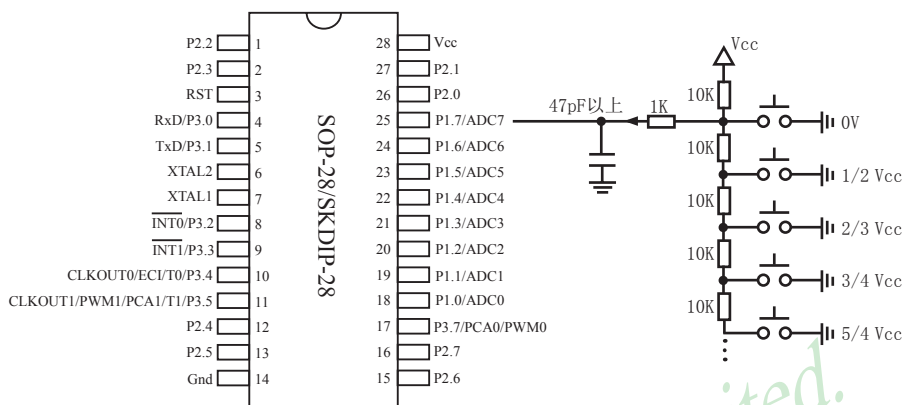 P2.2
P2.3
RST
RxD/P3.0
TxD/P3.1
XTAL2
XTAL1
INT0/P3.2
INT1/P3.3
CLKOUT0/ECI/T0/P3.4
CLKOUT1/PWM1/PCA1/T1/P3.5
P2.4
P2.5
Gnd
1
2
3
4
5
6
7
8
9
10
11
12
13
14
SOP-28/SKDIP-28
28 Vcc
27 P2.1
26 P2.0
25 P1.7/ADC7
24 P1.6/ADC6
23 P1.5/ADC5
22 P1.4/ADC4
21 P1.3/ADC3
20 P1.2/ADC2
19 P1.1/ADC1
18 P1.0/ADC0
17 P3.7/PCA0/PWM0
16 P2.7
15 P2.6
47pF以上
1K
Vcc
10K
0V
10K
1/2 Vcc
10K
2/3 Vcc
10K
3/4 Vcc
10K
5/4 Vcc